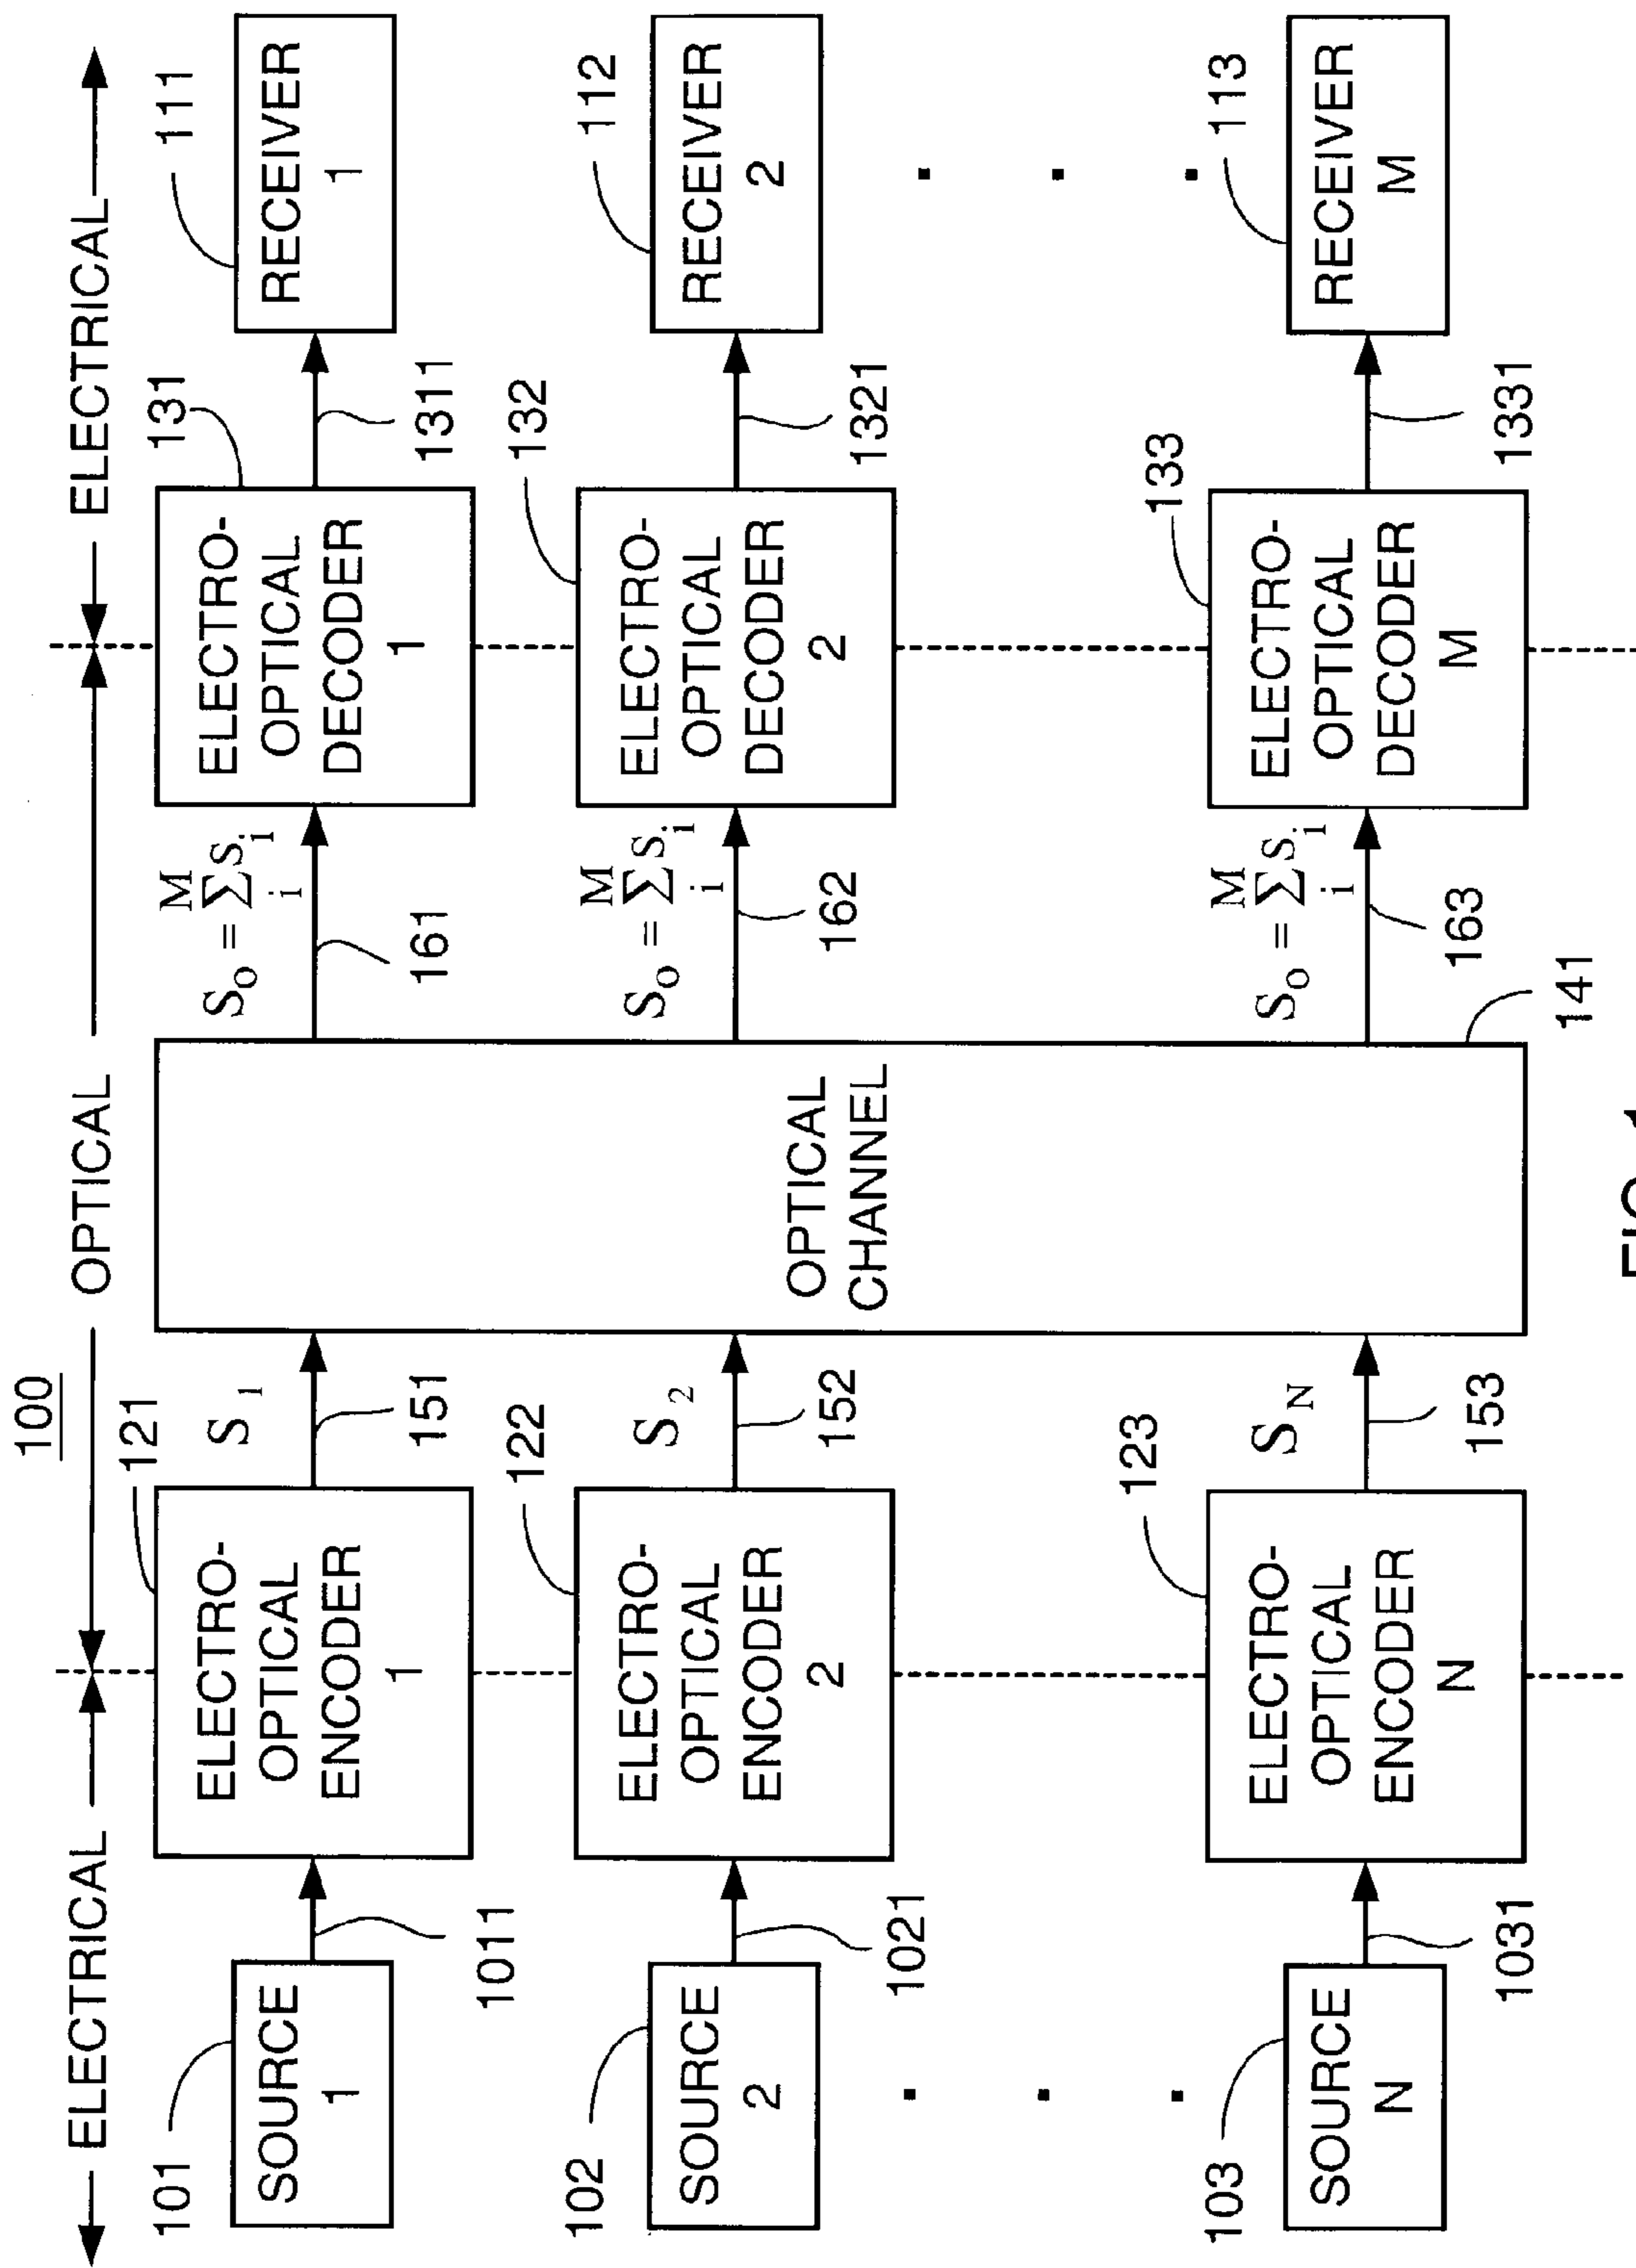 100
ELECTRICAL
OPTICAL
ELECTRICAL
101
SOURCE
1
1011
121
ELECTRO-
OPTICAL
ENCODER
1
S1
151
161
So = M Σ i si
131
ELECTRO-
OPTICAL
DECODER
1
1311
111
RECEIVER
1
102
SOURCE
2
1021
122
ELECTRO-
OPTICAL
ENCODER
2
S2
152
OPTICAL
CHANNEL
141
162
So = M Σ i si
132
ELECTRO-
OPTICAL
DECODER
2
1321
112
RECEIVER
2
103
SOURCE
N
1031
123
ELECTRO-
OPTICAL
ENCODER
N
SN
153
163
So = M Σ i si
133
ELECTRO-
OPTICAL
DECODER
M
1331
113
RECEIVER
M